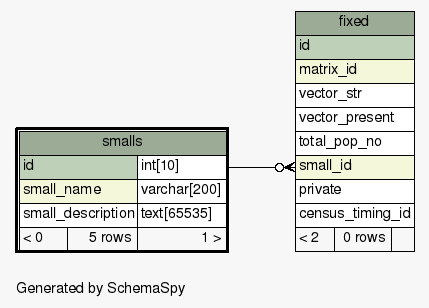 fixed
id
matrix_id
vector_str
vector_present
total_pop_no
small_id
private
census_timing_id
< 2 0 rows
smalls
id int[10]
small_name varchar[200]
small_description text[65535]
< 0 5 rows 1 >
Generated by SchemaSpy